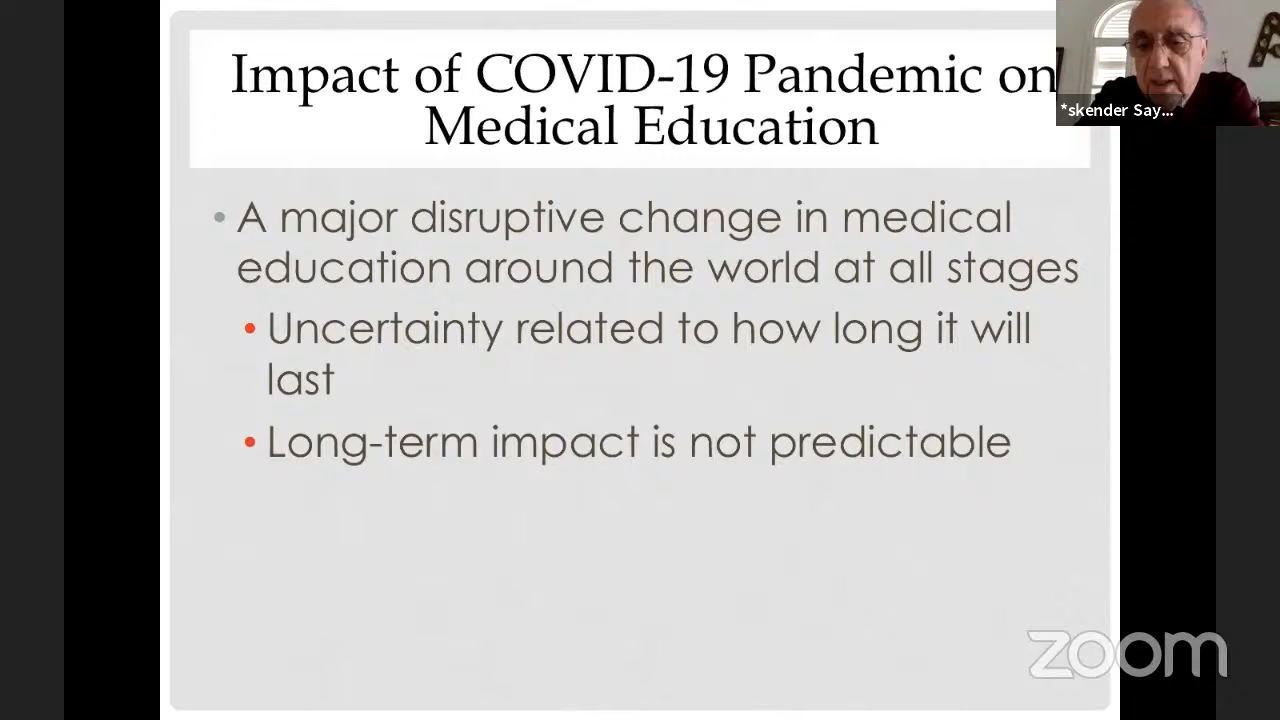 Impact of COVID-19 Pandemic on
Medical Education
*skender Say...
• A major disruptive change in medical
education around the world at all stages
• Uncertainty related to how long it will
last
• Long-term impact is not predictable
zoom